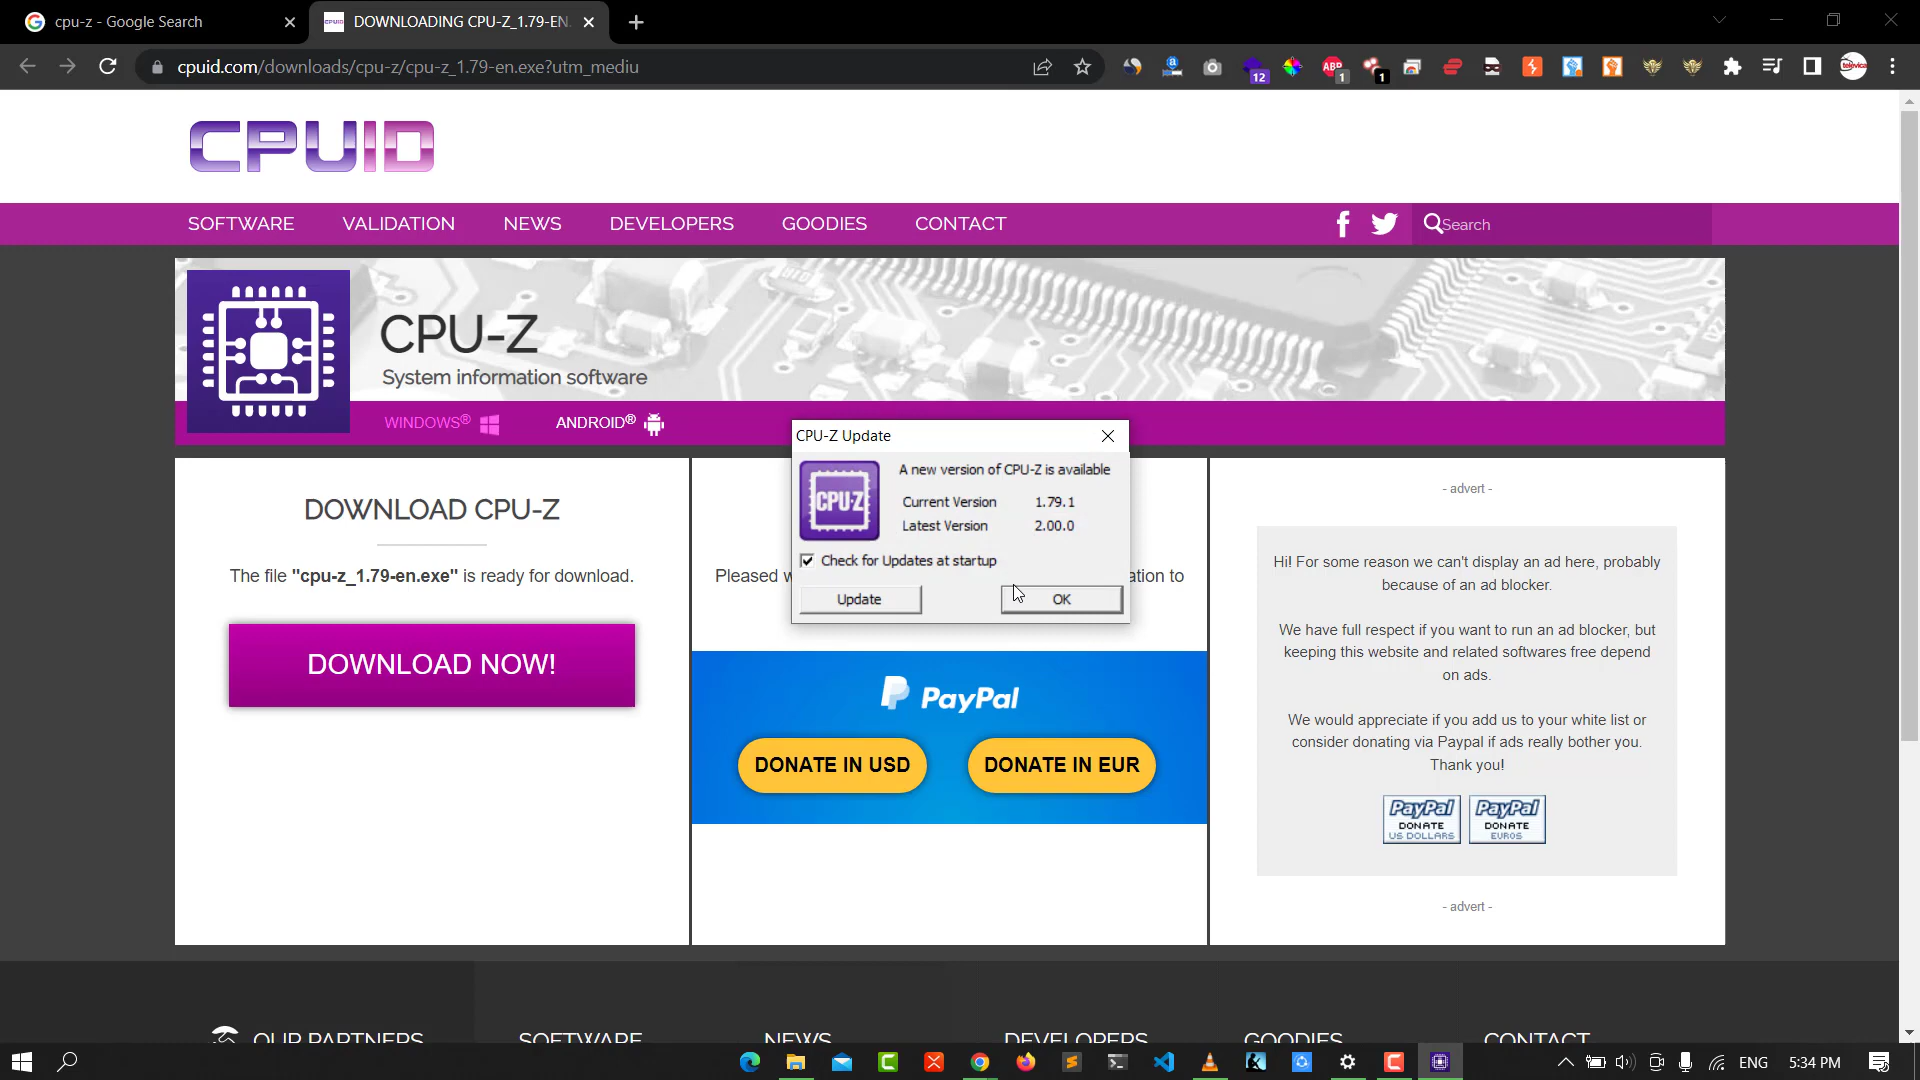 cpu-z - Google Search
DOWNLOADING CPU-Z_1.79-EN.
cpuid.com/downloads/cpu-z/cpu-z_1.79-en.exe?utm_mediu
12
ABP
1
1
televica
CPUID
SOFTWARE
VALIDATION
NEWS
DEVELOPERS
GOODIES
CONTACT
Search
CPU-Z
System information software
WINDOWS®
ANDROID®
DOWNLOAD CPU-Z
The file "cpu-z_1.79-en.exe" is ready for download.
DOWNLOAD NOW!
CPU-Z Update
CPU-Z
A new version of CPU-Z is available
Current Version 1.79.1
Latest Version 2.00.0
Check for Updates at startup
Update
OK
Pleased w
ation to
PayPal
DONATE IN USD
DONATE IN EUR
- advert -
Hi! For some reason we can't display an ad here, probably
because of an ad blocker.
We have full respect if you want to run an ad blocker, but
keeping this website and related softwares free depend
on ads.
We would appreciate if you add us to your white list or
consider donating via Paypal if ads really bother you.
Thank you!
PayPal
DONATE
US DOLLARS
PayPal
DONATE
EUROS
- advert -
OUR PARTNERS
SOFTWARE
NEWS
DEVELOPERS
GOODIES
CONTACT
ENG
5:34 PM